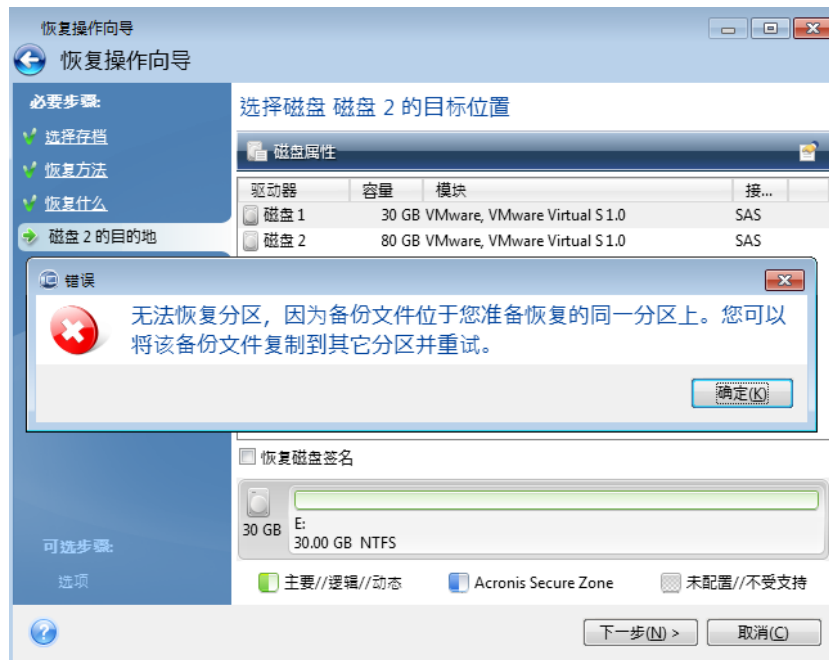 恢复操作向导
恢复操作向导
必要步骤:
选择存档
恢复方法
恢复什么
磁盘 2 的目的地
选择磁盘 磁盘 2 的目标位置
磁盘属性
驱动器 容量 模块 接...
磁盘 1 30 GB VMware, VMware Virtual S 1.0 SAS
磁盘 2 80 GB VMware, VMware Virtual S 1.0 SAS
错误
无法恢复分区，因为备份文件位于您准备恢复的同一分区上。您可以
将该备份文件复制到其它分区并重试。
确定(K)
恢复磁盘签名
30 GB
E:
30.00 GB NTFS
可选步骤:
选项
主要//逻辑//动态 Acronis Secure Zone 未配置//不受支持
下一步(N) > 取消(C)